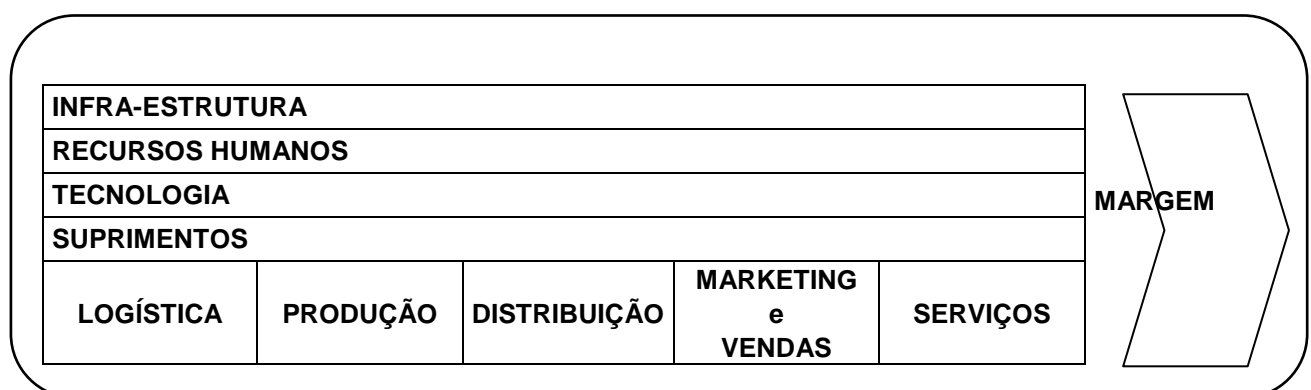 INFRA-ESTRUTURA
RECURSOS HUMANOS
TECNOLOGIA
SUPRIMENTOS
MARGEM
LOGÍSTICA
PRODUÇÃO
DISTRIBUIÇÃO
MARKETING
e
VENDAS
SERVIÇOS